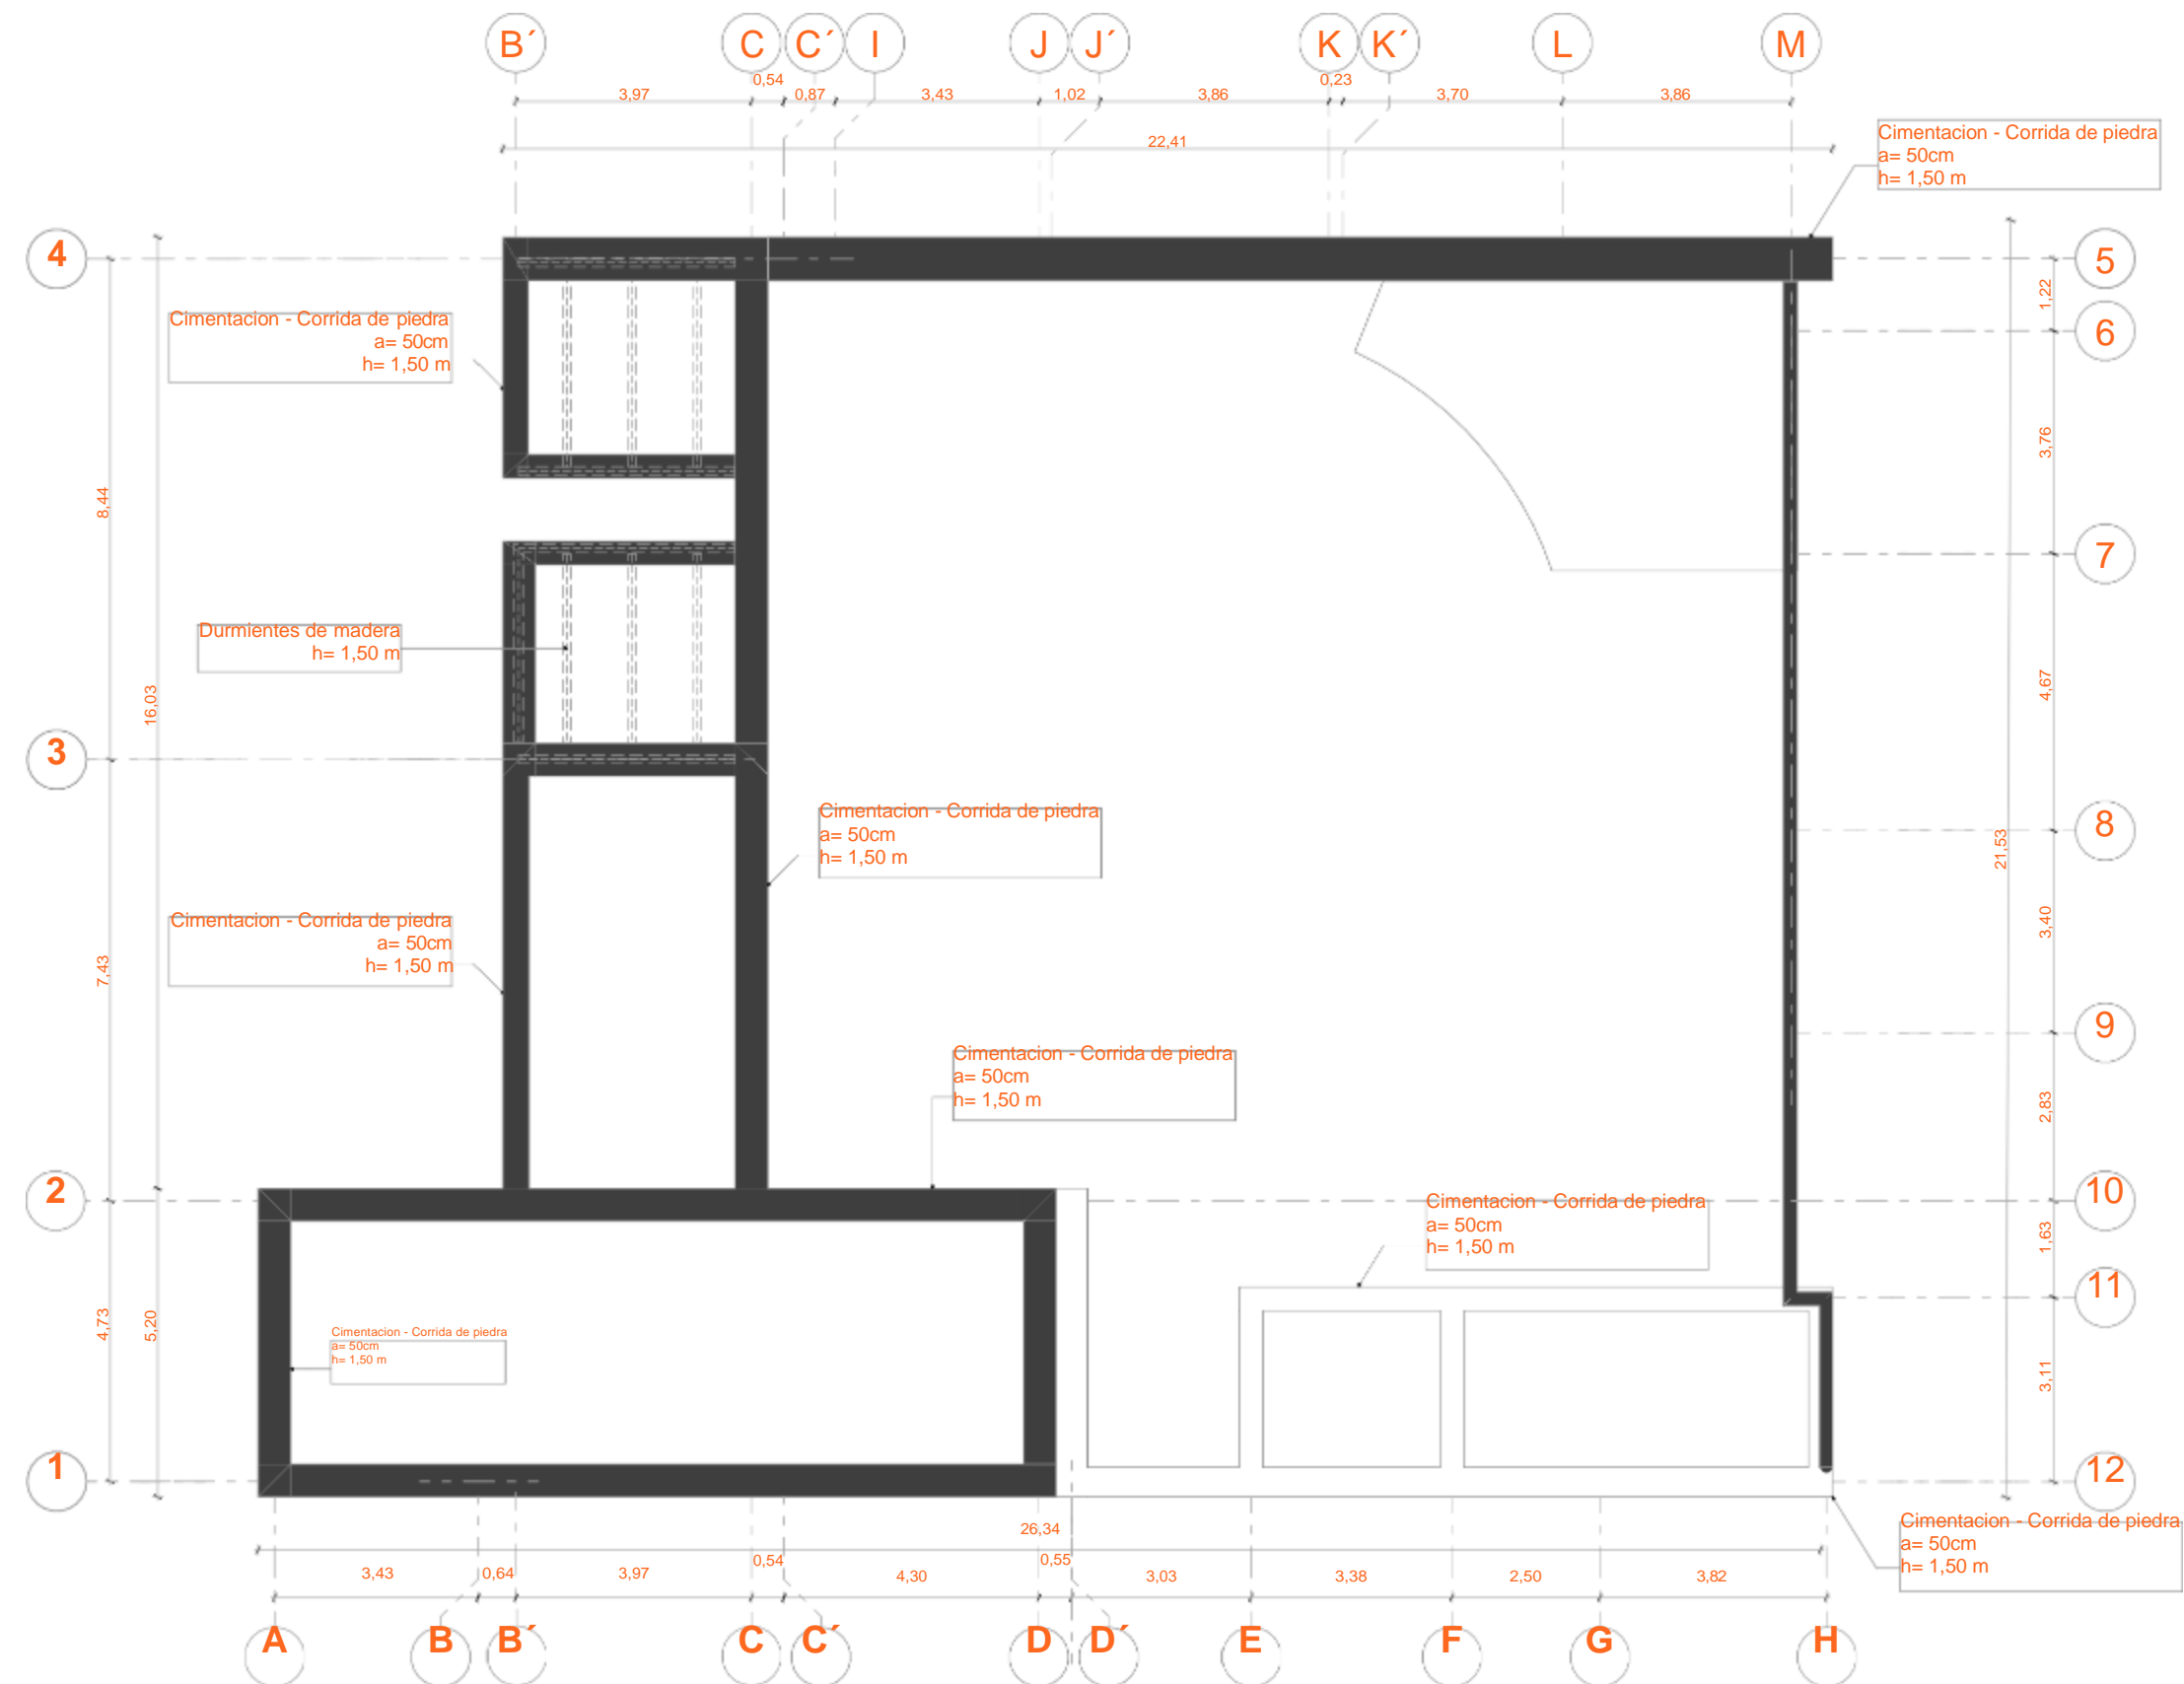 B´ C C´ I J J´ K K´ L M
0,54 0,23
3,97 0,87 3,43 1,02 3,86 3,70 3,86
22,41
Cimentacion - Corrida de piedra
a= 50cm
h= 1,50 m
4
5
1,22
6
Cimentacion - Corrida de piedra
a= 50cm
h= 1,50 m
3,76
8,44
7
Durmientes de madera
h= 1,50 m
4,67
16,03
3
Cimentacion - Corrida de piedra
a= 50cm
h= 1,50 m
8
21,53
Cimentacion - Corrida de piedra
a= 50cm
h= 1,50 m
3,40
7,43
9
Cimentacion - Corrida de piedra
a= 50cm
h= 1,50 m
2,83
2
10
Cimentacion - Corrida de piedra
a= 50cm
h= 1,50 m
1,63
11
4,73
5,20
Cimentacion - Corrida de piedra
a= 50cm
h= 1,50 m
3,11
1
12
Cimentacion - Corrida de piedra
a= 50cm
h= 1,50 m
26,34
0,54 0,55
3,43 0,64 3,97 4,30 3,03 3,38 2,50 3,82
A B B´ C C´ D D´ E F G H